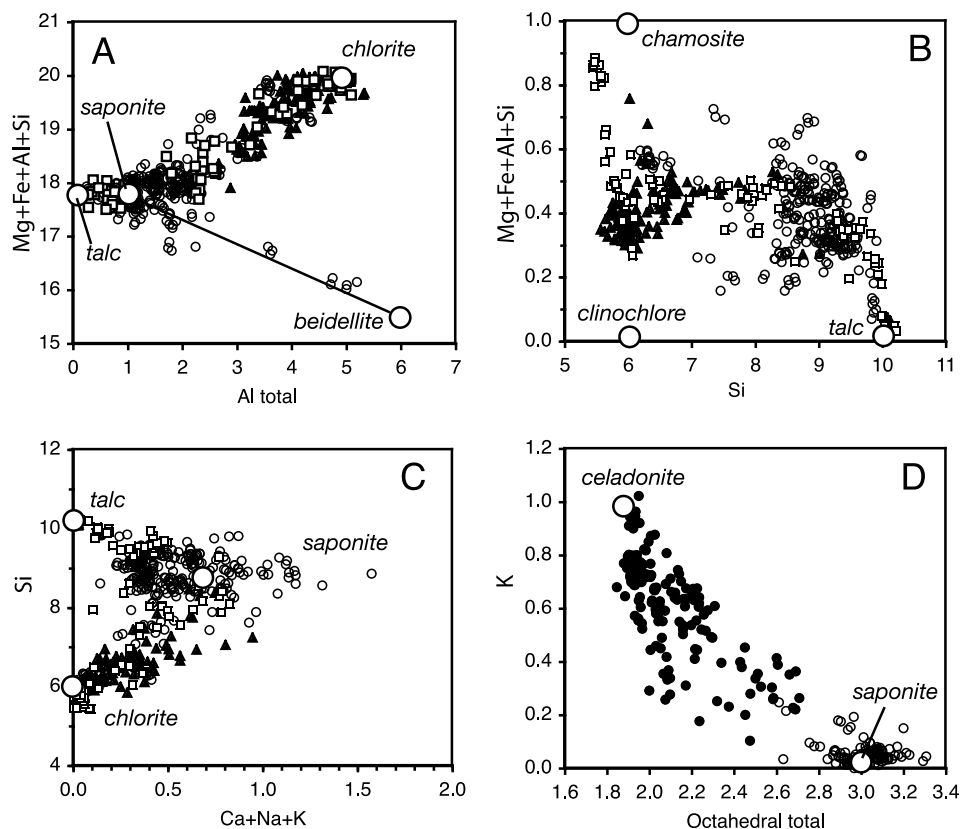 A
chlorite
saponite
talc
beidellite
Mg+Fe+Al+Si
21
20
19
18
17
16
15
0 1 2 3 4 5 6 7
Al total
B
chamosite
clinochlore
talc
Mg+Fe+Al+Si
1.0
0.8
0.6
0.4
0.2
0.0
5 6 7 8 9 10 11
Si
C
talc
saponite
chlorite
Si
12
10
8
6
4
0.0 0.5 1.0 1.5 2.0
Ca+Na+K
D
celadonite
saponite
K
1.2
1.0
0.8
0.6
0.4
0.2
0.0
1.6 1.8 2.0 2.2 2.4 2.6 2.8 3.0 3.2 3.4
Octahedral total